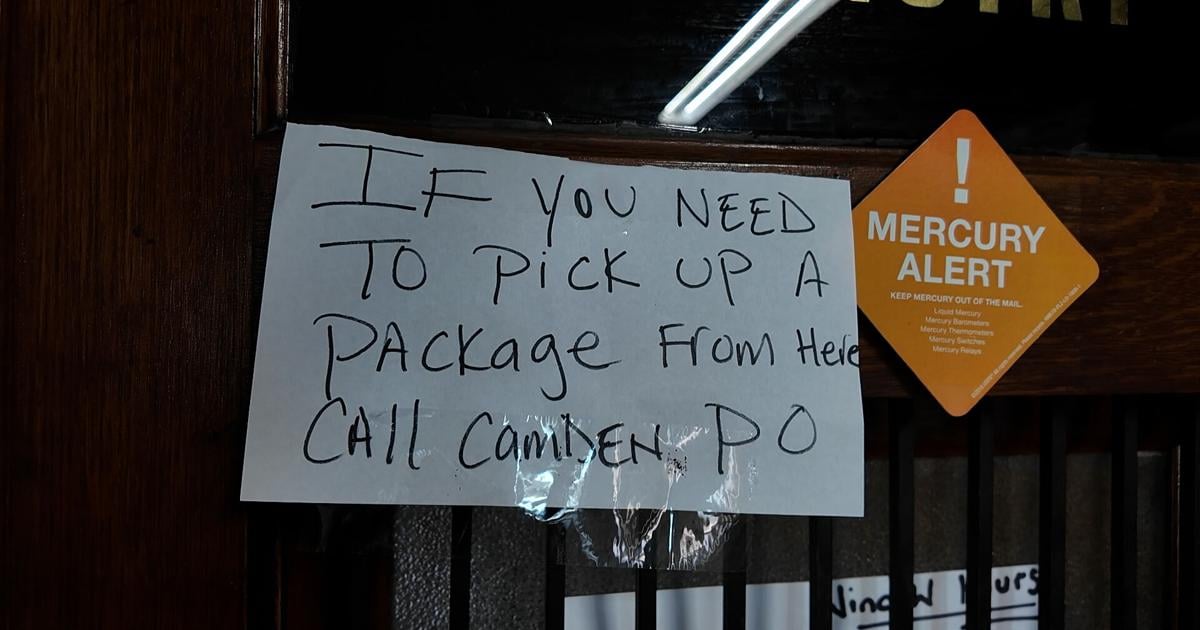 IF YOU NEED
TO PiCK UP A
PACKage From Here
CAll CamDEN PO
!
MERCURY
ALERT
KEEP MERCURY OUT OF THE MAIL.
Liquid Mercury
Mercury Barometers
Mercury Thermometers
Mercury Switches
Mercury Relays
Window Hours